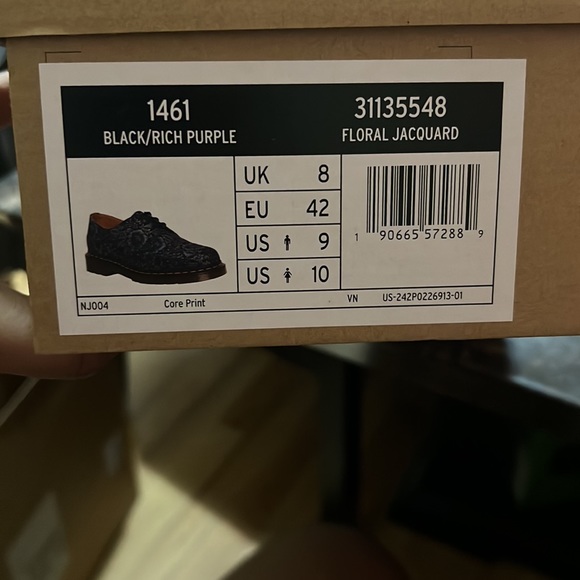 1461
BLACK/RICH PURPLE
31135548
FLORAL JACQUARD
UK 8
EU 42
US 9
US 10
1 90665 57288 9
NJ004 Core Print VN US-242P0226913-01